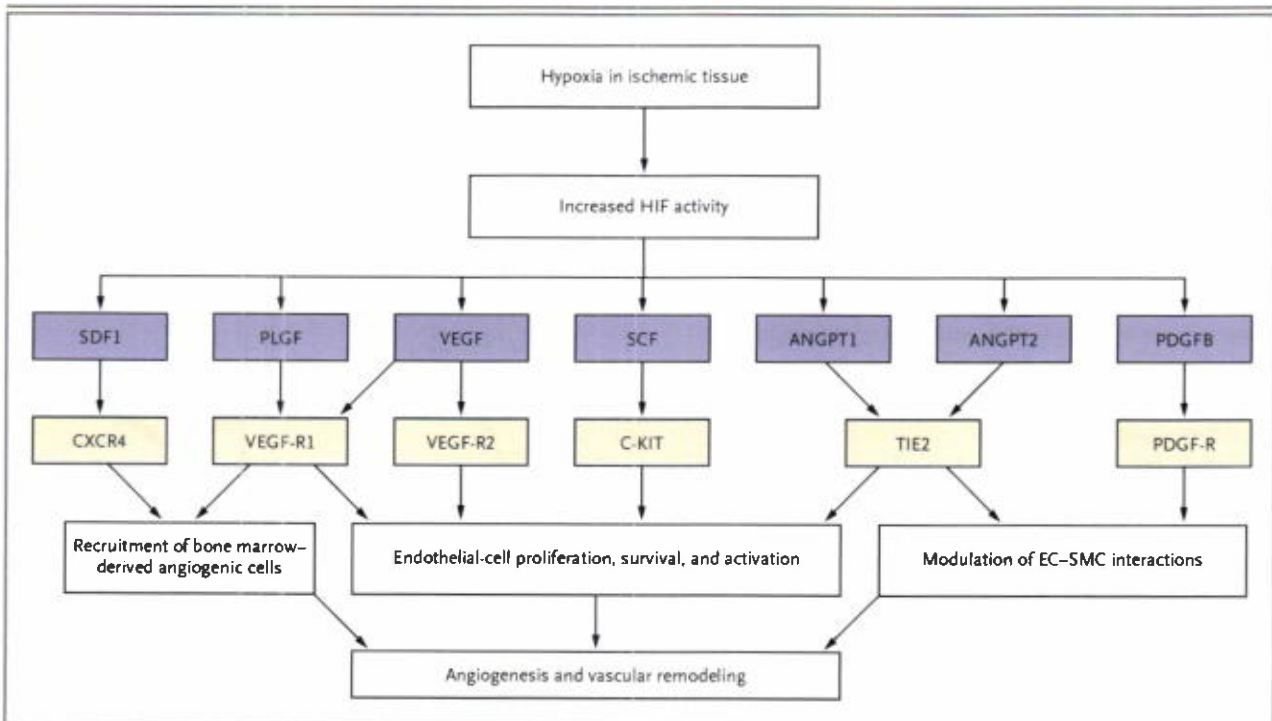 Hypoxia in ischemic tissue
Increased HIF activity
SDF1 PLGF VEGF SCF ANGPT1 ANGPT2 PDGFB
CXCR4 VEGF-R1 VEGF-R2 C-KIT TIE2 PDGF-R
Recruitment of bone marrow–
derived angiogenic cells
Endothelial-cell proliferation, survival, and activation
Modulation of EC–SMC interactions
Angiogenesis and vascular remodeling